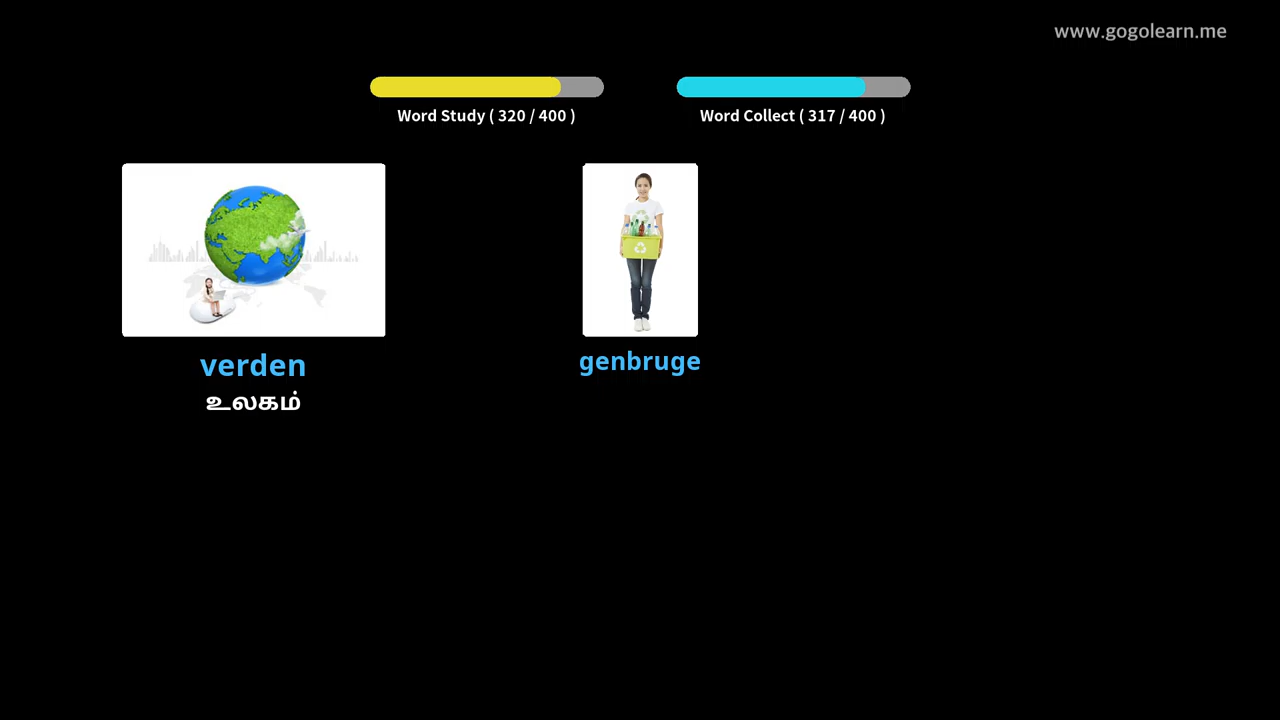 www.gogolearn.me
Word Study ( 320 / 400 )
Word Collect ( 317 / 400 )
verden
உலகம்
genbruge